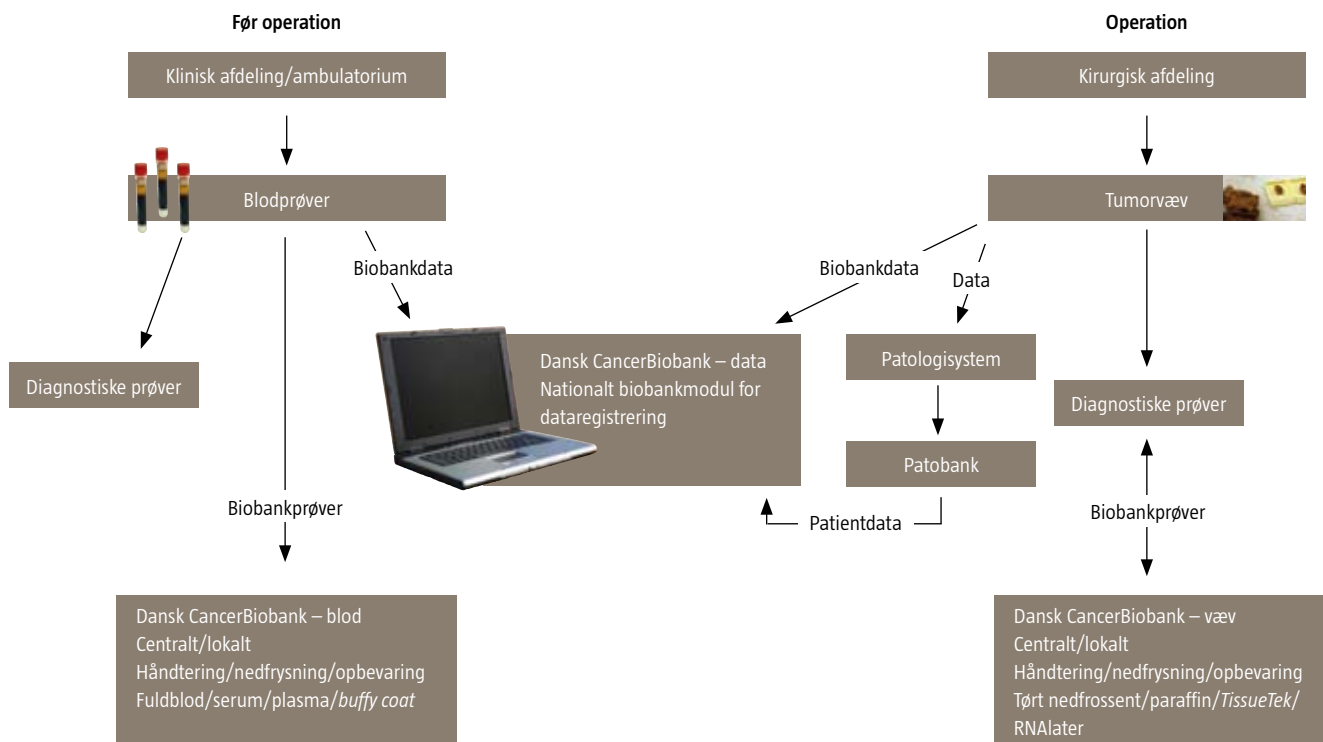 Før operation
Klinisk afdeling/ambulatorium
Blodprøver
Biobankdata
Diagnostiske prøver
Biobankprøver
Dansk CancerBiobank – blod
Centralt/lokalt
Håndtering/nedfrysning/opbevaring
Fuldblod/serum/plasma/buffy coat
Dansk CancerBiobank – data
Nationalt biobankmodul for
dataregistrering
Operation
Kirurgisk afdeling
Tumorvæv
Biobankdata
Data
Patologisystem
Patobank
Patientdata
Diagnostiske prøver
Biobankprøver
Dansk CancerBiobank – væv
Centralt/lokalt
Håndtering/nedfrysning/opbevaring
Tørt nedfrossent/paraffin/TissueTek/
RNAlater